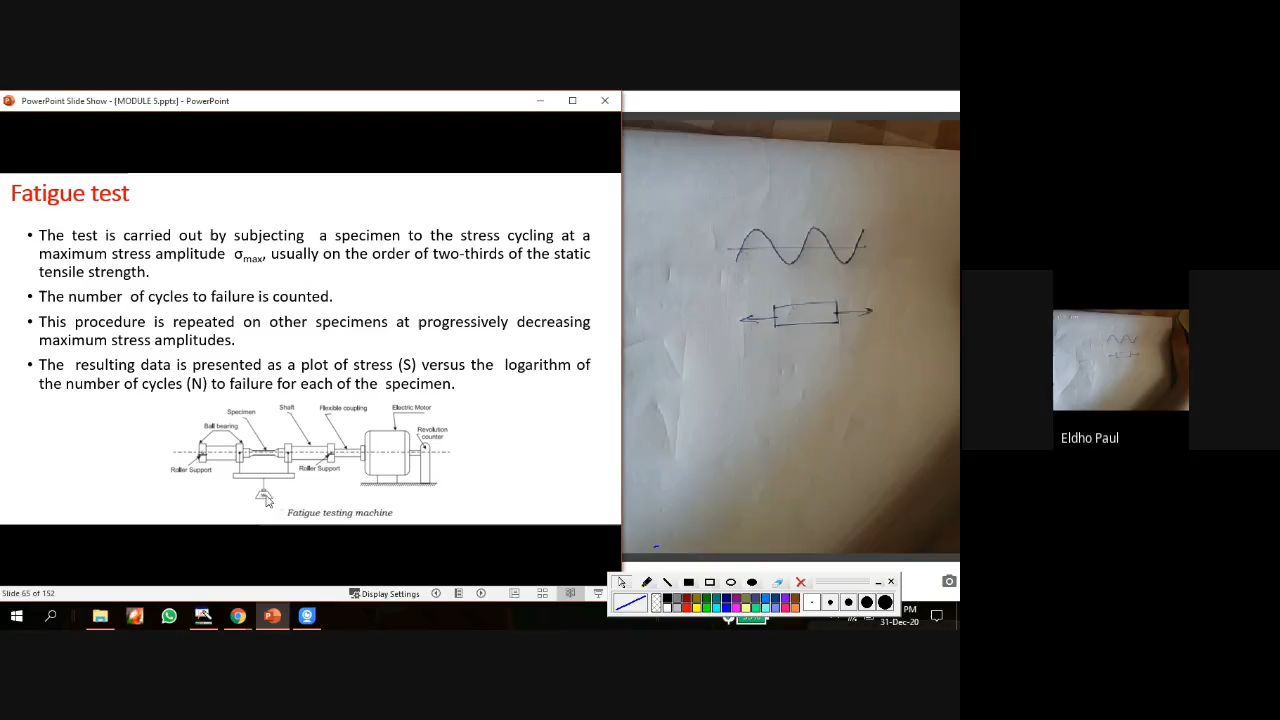 PowerPoint Slide Show - [MODULE 5.pptx] - PowerPoint
Fatigue test
• The test is carried out by subjecting a specimen to the stress cycling at a
maximum stress amplitude σmax, usually on the order of two-thirds of the static
tensile strength.
• The number of cycles to failure is counted.
• This procedure is repeated on other specimens at progressively decreasing
maximum stress amplitudes.
• The resulting data is presented as a plot of stress (S) versus the logarithm of
the number of cycles (N) to failure for each of the specimen.
Specimen
Shaft
Flexible coupling
Electric Motor
Ball bearing
Revolution
counter
Roller Support
Roller Support
Fatigue testing machine
Eldho Paul
Slide 65 of 152
Display Settings
PM
31-Dec-20